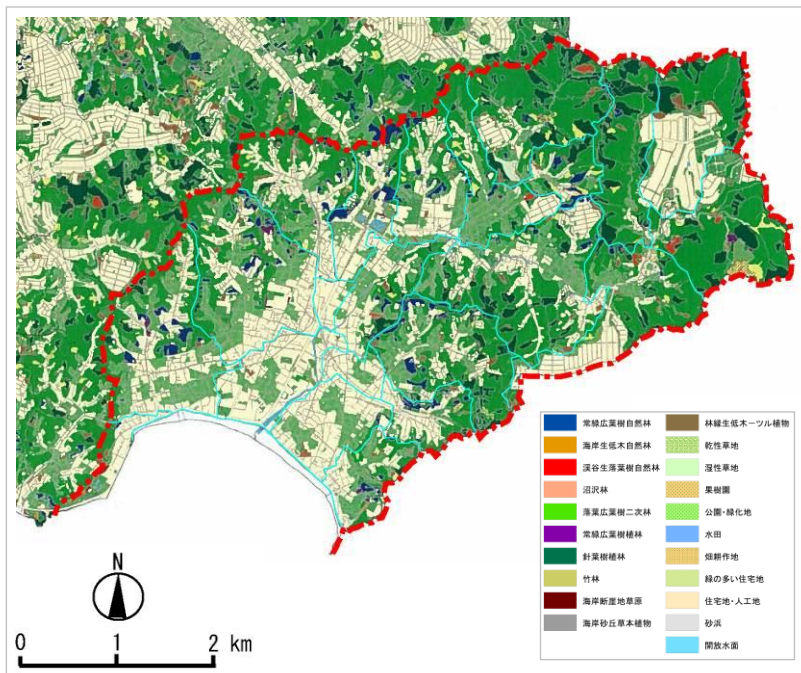 常緑広葉樹自然林
海岸生低木自然林
渓谷生落葉樹自然林
沼沢林
落葉広葉樹二次林
常緑広葉樹植林
針葉樹植林
竹林
海岸断崖地草原
海岸砂丘草本植物
林縁生低木ーツル植物
乾性草地
湿性草地
果樹園
公園・緑化地
水田
畑耕作地
緑の多い住宅地
住宅地・人工地
砂浜
開放水面
N
0 1 2 km